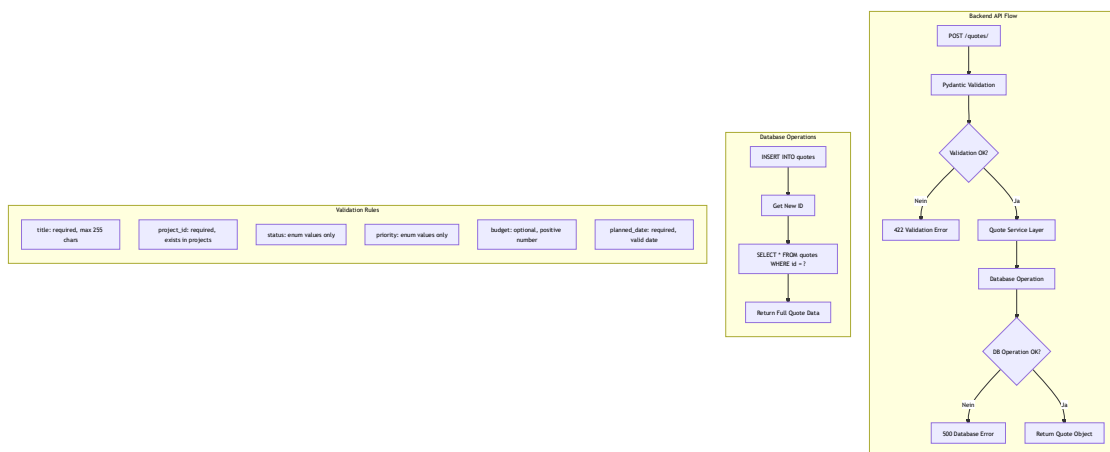 Validation Rules
title: required, max 255
chars
project_id: required,
exists in projects
status: enum values only
priority: enum values only
budget: optional, positive
number
planned_date: required,
valid date
Database Operations
INSERT INTO quotes
Get New ID
SELECT * FROM quotes
WHERE id = ?
Return Full Quote Data
Backend API Flow
POST /quotes/
Pydantic Validation
Validation OK?
Nein
Ja
422 Validation Error
Quote Service Layer
Database Operation
DB Operation OK?
Nein
Ja
500 Database Error
Return Quote Object